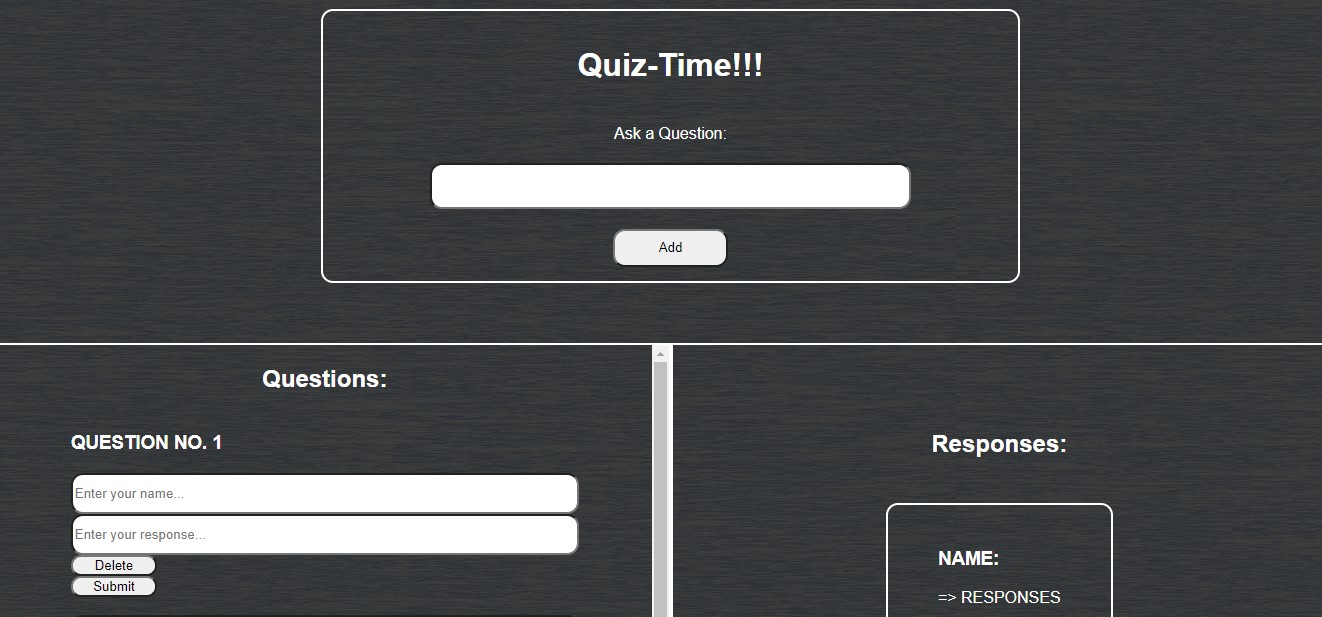 Quiz-Time!!!
Ask a Question:
Add
Questions:
QUESTION NO. 1
Enter your name...
Enter your response...
Delete
Submit
Responses:
NAME:
=> RESPONSES